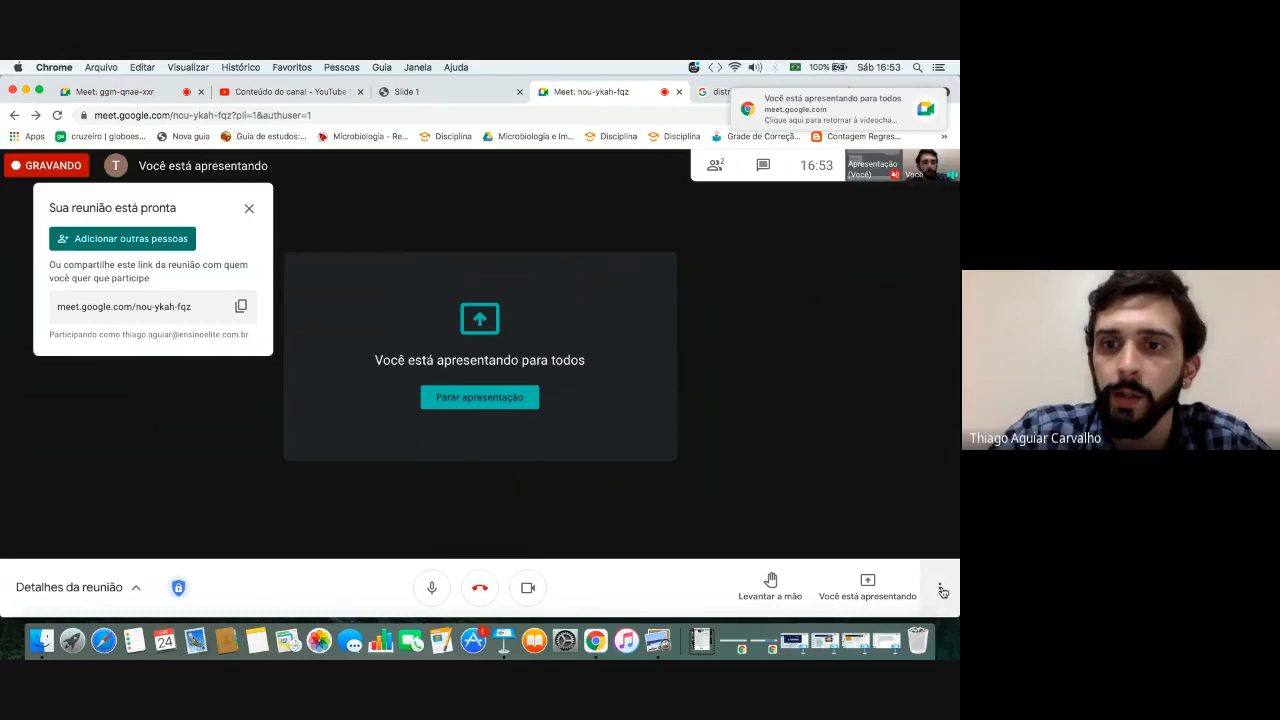 Chrome Arquivo Editar Visualizar Histórico Favoritos Pessoas Guia Janela Ajuda 100% Sáb 16:53
Meet: ggm-qnae-xxr Conteúdo do canal - YouTube Slide 1 Meet: nou-ykah-fqz
Você está apresentando para todos
meet.google.com
Clique aqui para retornar à videocha...
meet.google.com/nou-ykah-fqz?pli=1&authuser=1
Apps cruzeiro | globoes... Nova guia Guia de estudos:... Microbiologia - Re... Disciplina Microbiologia e Im... Disciplina Disciplina Grade de Correçã... Contagem Regres... »
GRAVANDO T Você está apresentando 2 16:53 Apresentação
(Você) Você
Sua reunião está pronta
Adicionar outras pessoas
Ou compartilhe este link da reunião com quem
você quer que participe
meet.google.com/nou-ykah-fqz
Participando como thiago.aguiar@ensinoelite.com.br
Você está apresentando para todos
Parar apresentação
Thiago Aguiar Carvalho
Detalhes da reunião Levantar a mão Você está apresentando
24
1